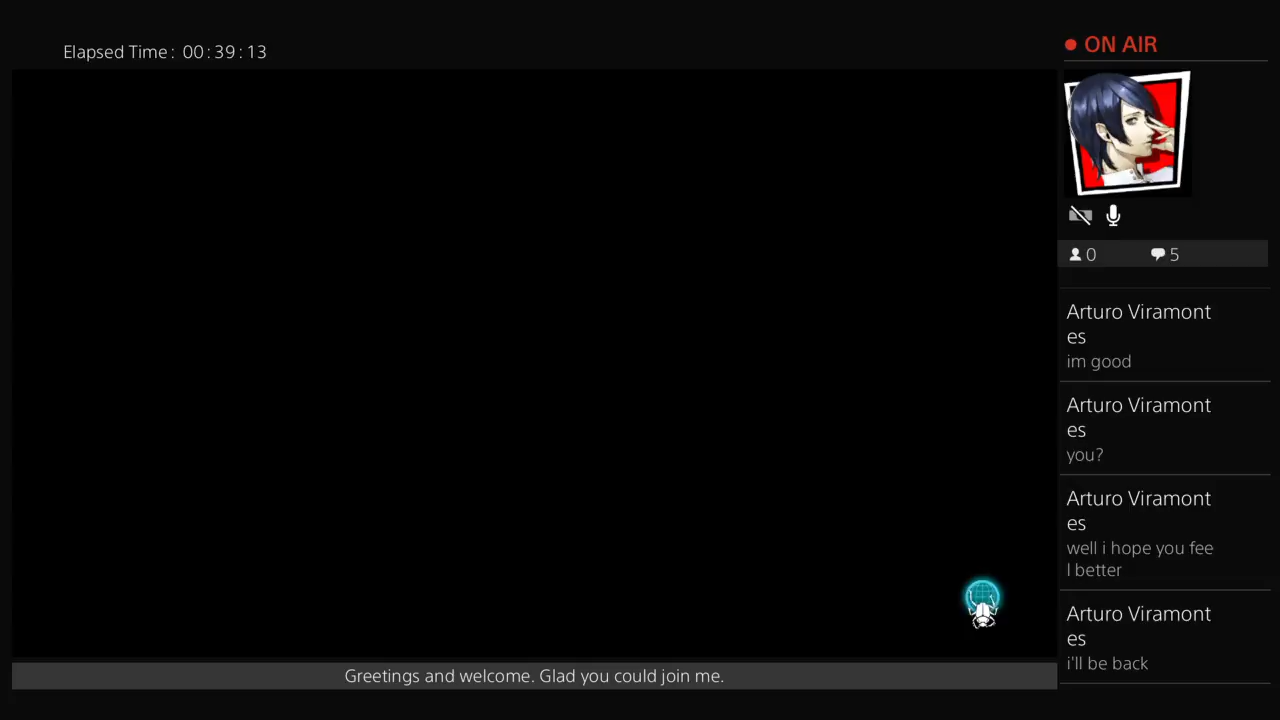 Elapsed Time: 00:39:13
ON AIR
0 5
Arturo Viramont
es
im good
Arturo Viramont
es
you?
Arturo Viramont
es
well i hope you fee
l better
Arturo Viramont
es
i'll be back
Greetings and welcome. Glad you could join me.